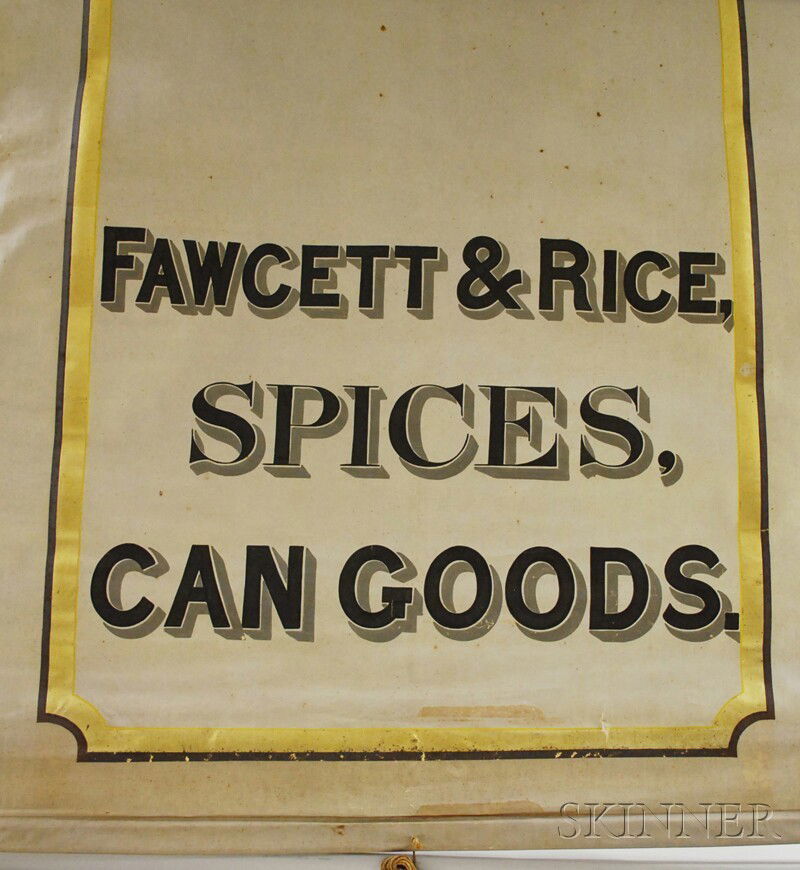 FAWCETT & RICE,
SPICES,
CAN GOODS.
SKINNER